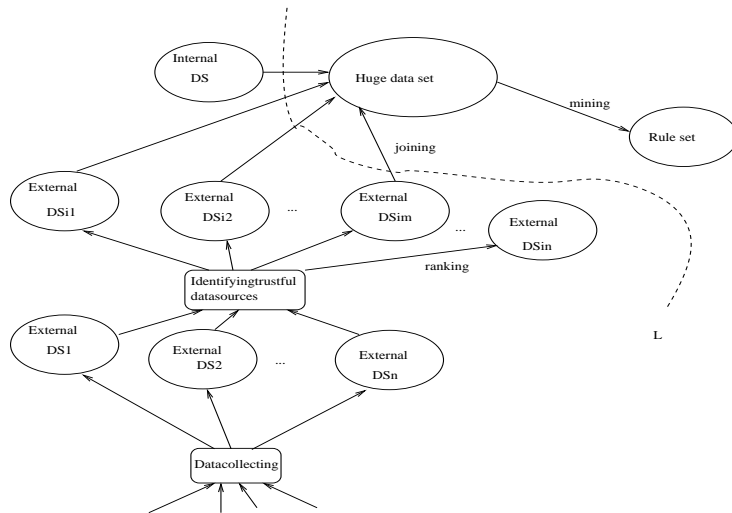 Internal
DS
Huge data set
mining
Rule set
joining
External
DSi1
External
DSi2
...
External
DSim
...
External
DSin
ranking
Identifyingtrustful
datasources
External
DS1
External
DS2
...
External
DSn
L
Datacollecting